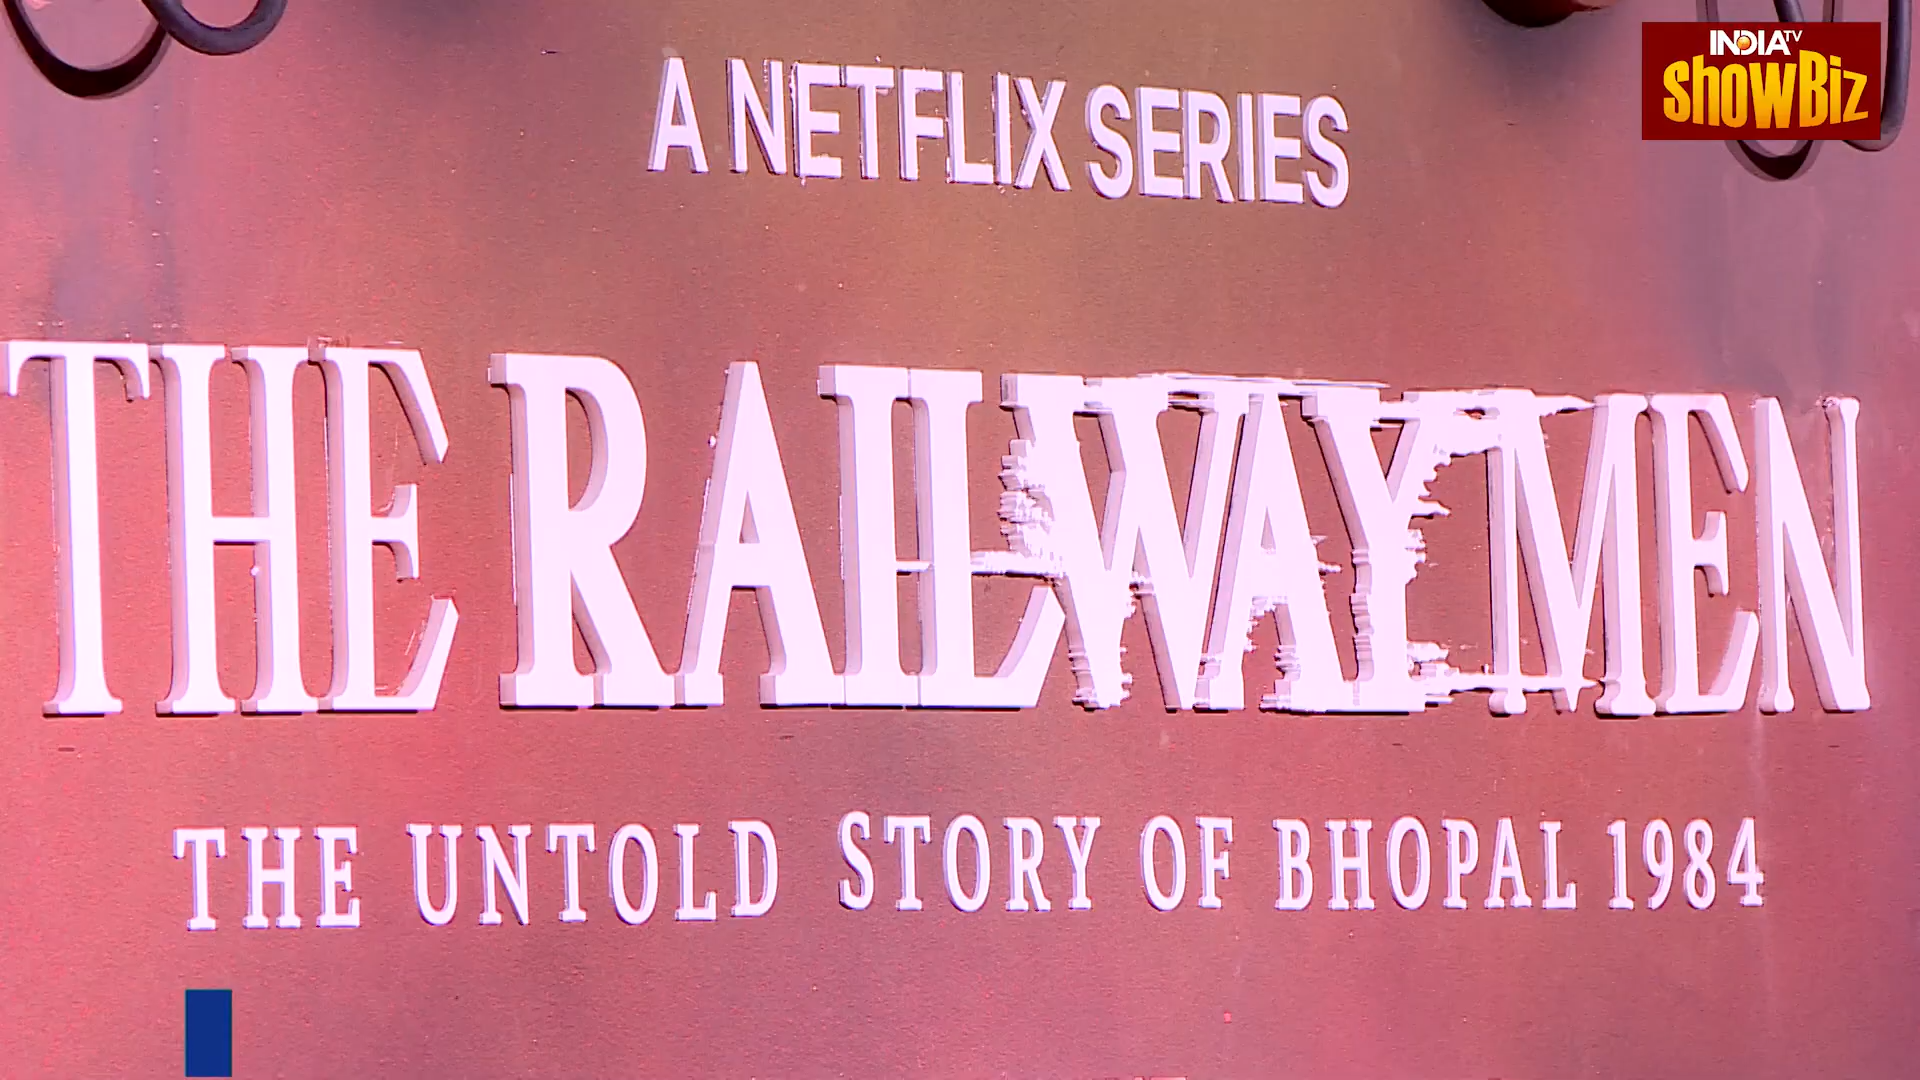 INDIA TV
ShowBiz
A NETFLIX SERIES
THE RAILWAY MEN
THE UNTOLD STORY OF BHOPAL 1984